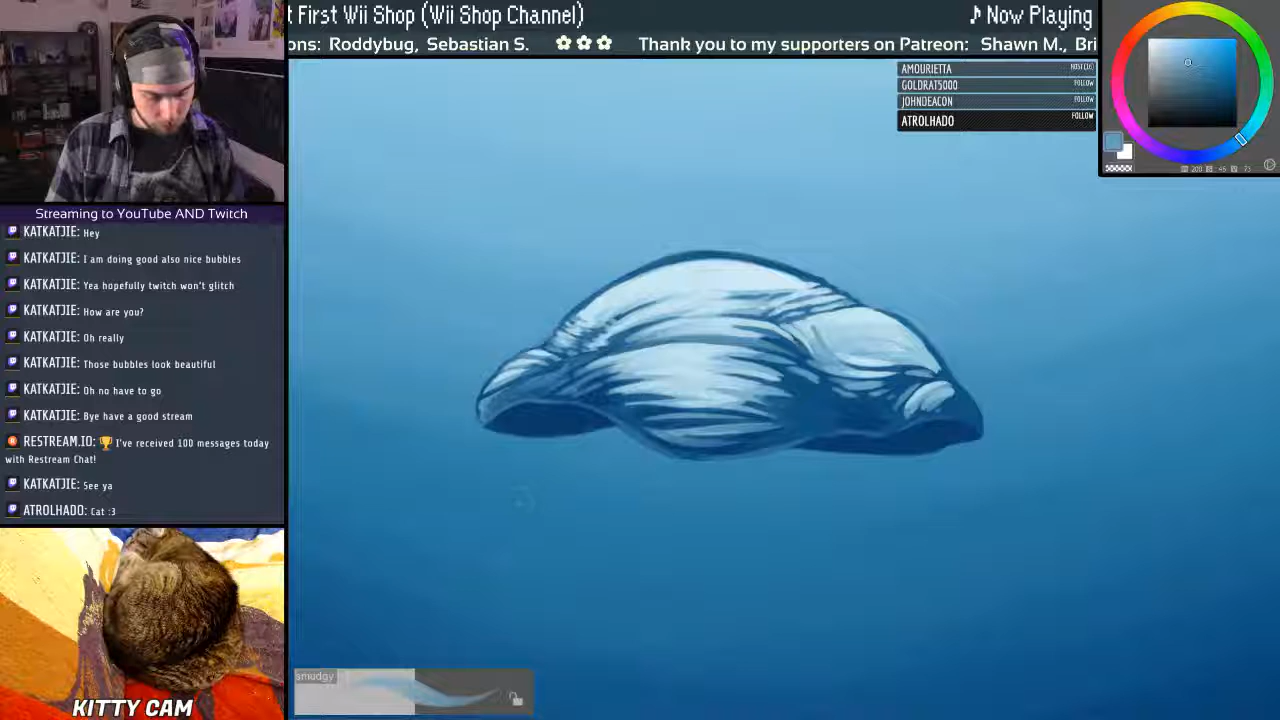 t First Wii Shop (Wii Shop Channel)
♪ Now Playing
ons: Roddybug, Sebastian S. ✿ ✿ ✿ Thank you to my supporters on Patreon: Shawn M., Bri
AMOURIETTA
GOLDRAT5000 FOLLOW
JOHNDEACON FOLLOW
ATROLHADO FOLLOW
Streaming to YouTube AND Twitch
KATKATJIE: Hey
KATKATJIE: I am doing good also nice bubbles
KATKATJIE: Yea hopefully twitch won't glitch
KATKATJIE: How are you?
KATKATJIE: Oh really
KATKATJIE: Those bubbles look beautiful
KATKATJIE: Oh no have to go
KATKATJIE: Bye have a good stream
RESTREAM.IO: 🏆 I've received 100 messages today
with Restream Chat!
KATKATJIE: See ya
ATROLHADO: Cat :3
smudgy
KITTY CAM